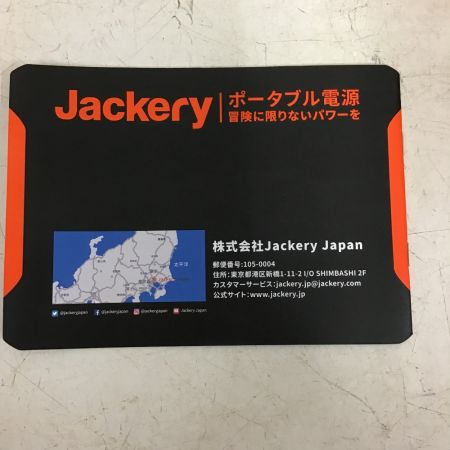 Jackery
ポータブル電源
冒険に限りないパワーを
太平洋
株式会社Jackery Japan
郵便番号:105-0004
住所:東京都港区新橋1-11-2 I/O SHIMBASHI 2F
カスタマーサービス:jackery.jp@jackery.com
公式サイト:www.jackery.jp
@jackeryjapan @jackeryjapan @jackeryjapan Jackery Japan